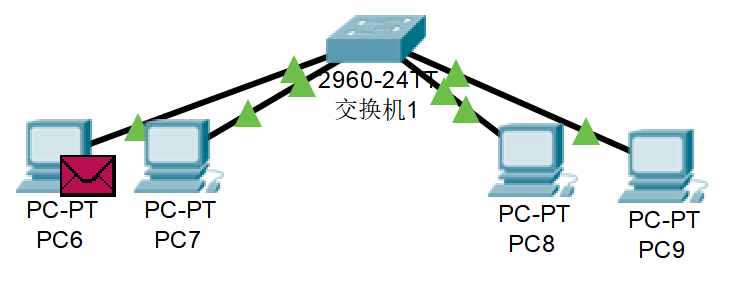 2960-24TT
交换机1
PC-PT
PC6
PC-PT
PC7
PC-PT
PC8
PC-PT
PC9